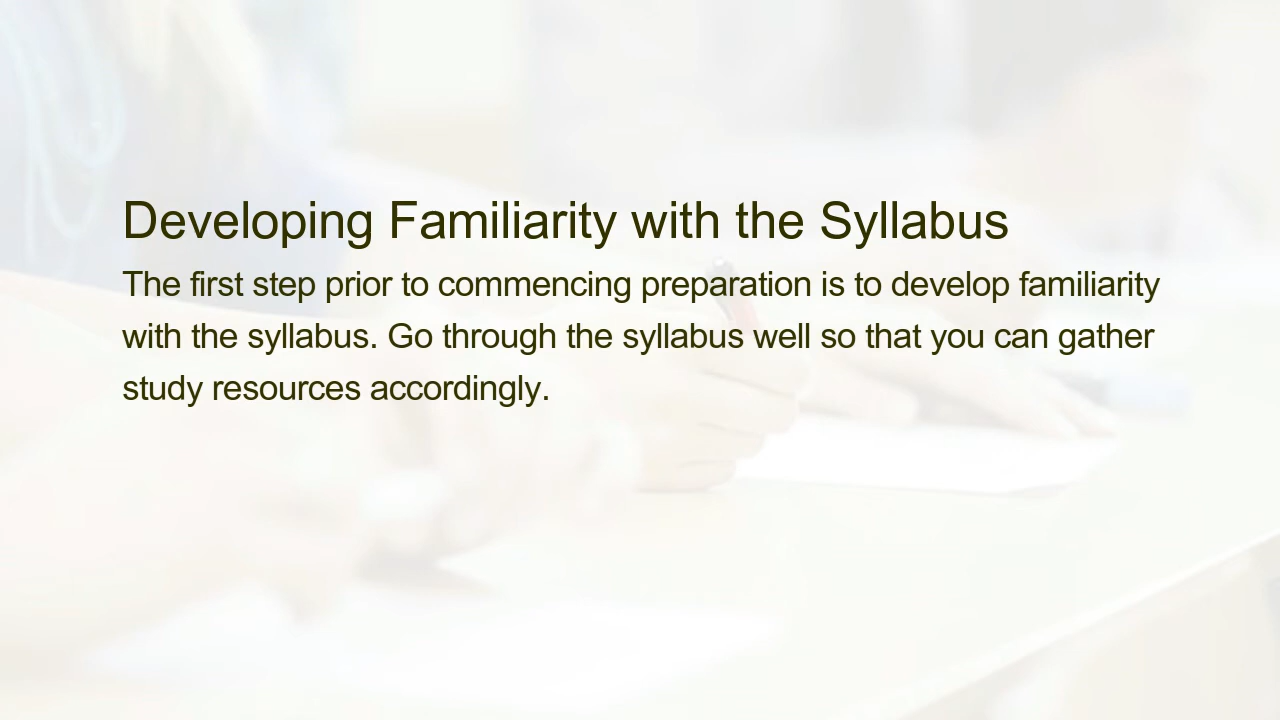 Developing Familiarity with the Syllabus
The first step prior to commencing preparation is to develop familiarity
with the syllabus. Go through the syllabus well so that you can gather
study resources accordingly.